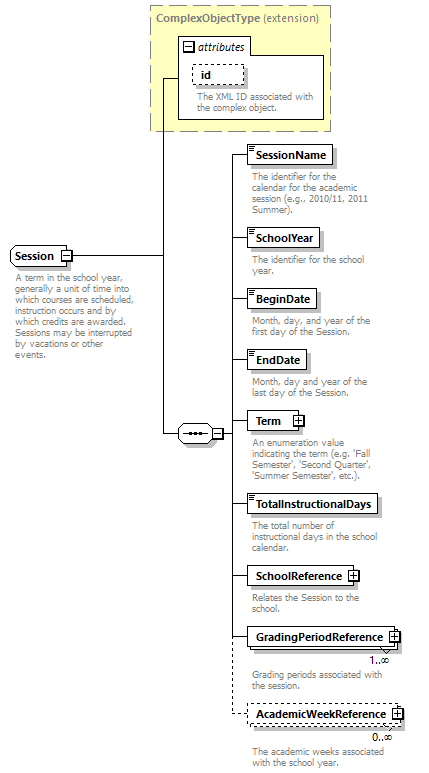 ComplexObjectType (extension)
attributes
id
The XML ID associated with
the complex object.
SessionName
The identifier for the
calendar for the academic
session (e.g., 2010/11, 2011
Summer).
SchoolYear
The identifier for the school
year.
Session
A term in the school year,
generally a unit of time into
which courses are scheduled,
instruction occurs and by
which credits are awarded.
Sessions may be interrupted
by vacations or other
events.
BeginDate
Month, day, and year of the
first day of the Session.
EndDate
Month, day and year of the
last day of the Session.
Term
An enumeration value
indicating the term (e.g. 'Fall
Semester', 'Second Quarter',
'Summer Semester', etc.).
TotalInstructionalDays
The total number of
instructional days in the school
calendar.
SchoolReference
Relates the Session to the
school.
GradingPeriodReference
1..∞
Grading periods associated with
the session.
AcademicWeekReference
0..∞
The academic weeks associated
with the school year.